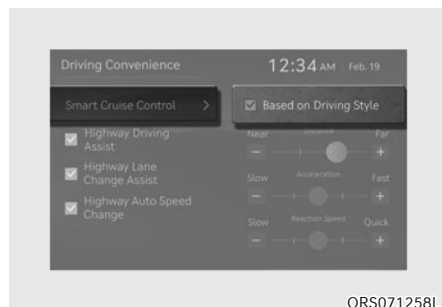 Driving Convenience
12:34 AM Feb. 19
Smart Cruise Control >
Based on Driving Style
Highway Driving
Assist
Highway Lane
Change Assist
Highway Auto Speed
Change
Near Distance Far
Slow Acceleration Fast
Slow Reaction Speed Quick
ORS071258L